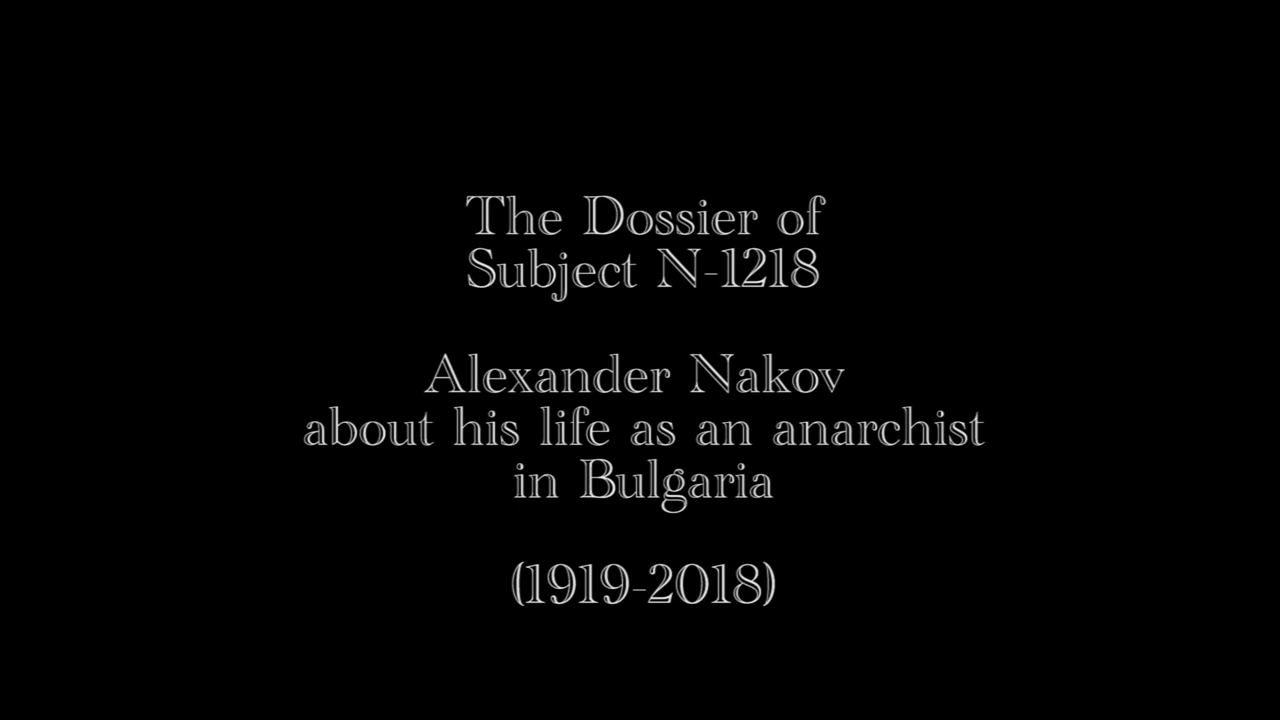 The Dossier of
Subject N-1218
Alexander Nakov
about his life as an anarchist
in Bulgaria
(1919-2018)